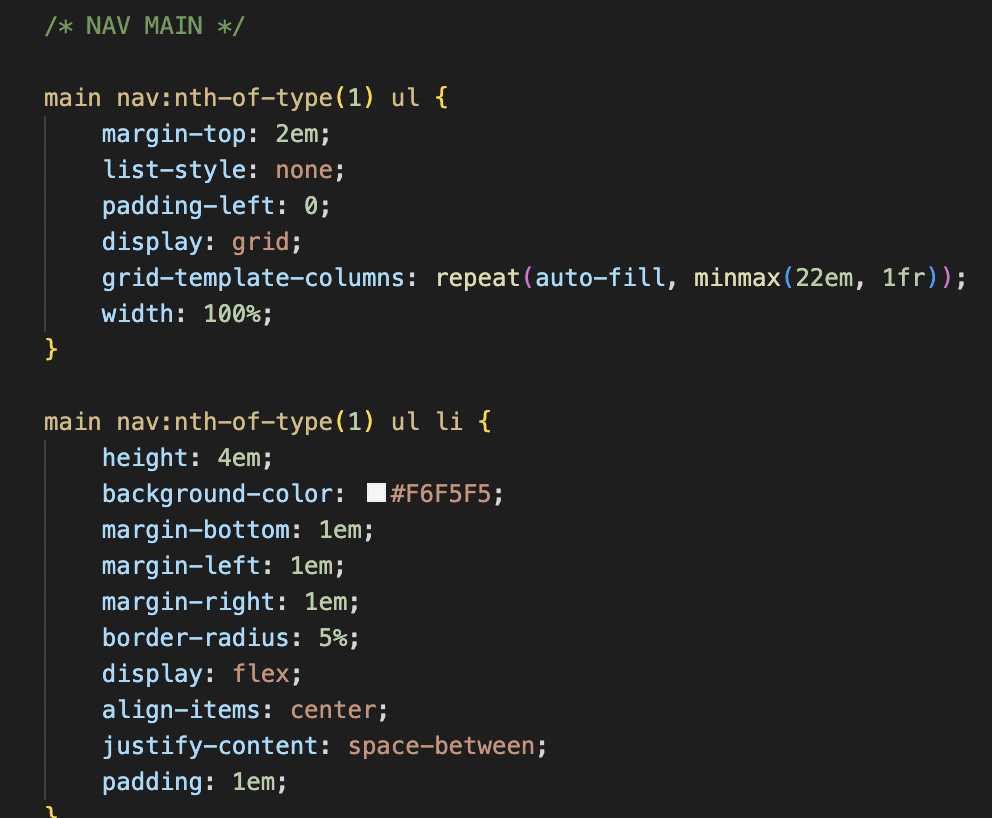 /* NAV MAIN */
main nav:nth-of-type(1) ul {
margin-top: 2em;
list-style: none;
padding-left: 0;
display: grid;
grid-template-columns: repeat(auto-fill, minmax(22em, 1fr));
width: 100%;
}
main nav:nth-of-type(1) ul li {
height: 4em;
background-color: #F6F5F5;
margin-bottom: 1em;
margin-left: 1em;
margin-right: 1em;
border-radius: 5%;
display: flex;
align-items: center;
justify-content: space-between;
padding: 1em;
}